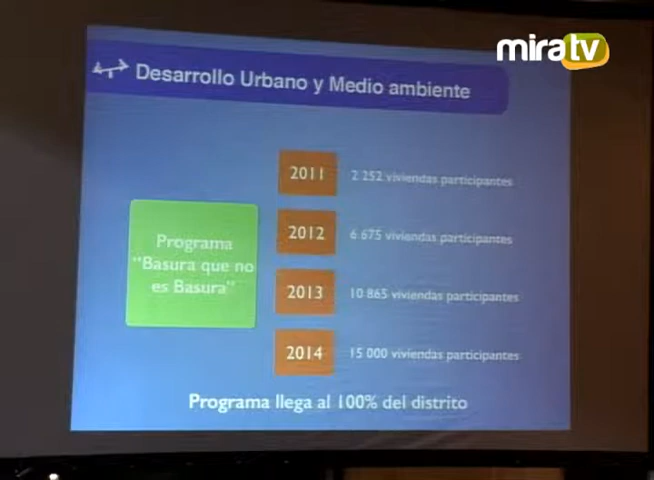 miratv
Desarrollo Urbano y Medio ambiente
2011 2 252 viviendas participantes
2012 6 675 viviendas participantes
Programa
"Basura que no
es Basura"
2013 10 865 viviendas participantes
2014 15 000 viviendas participantes
Programa llega al 100% del distrito